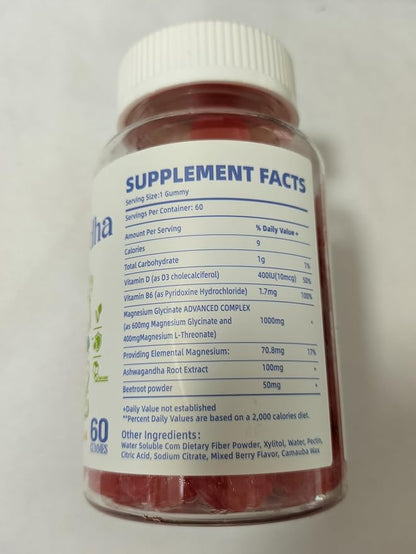 SUPPLEMENT FACTS
Serving Size:1 Gummy
Servings Per Container: 60
Amount Per Serving % Daily Value +
Calories 9
Total Carbohydrate 1g 1%
Vitamin D (as D3 cholecalciferol) 400IU(10mcg) 50%
Vitamin B6 (as Pyridoxine Hydrochloride) 1.7mg 100%
Magnesium Glycinate ADVANCED COMPLEX
(as 600mg Magnesium Glycinate and 1000mg +
400mgMagnesium L-Threonate)
Providing Elemental Magnesium: 70.8mg 17%
Ashwagandha Root Extract 100mg +
Beetroot powder 50mg +
+Daily Value not established
**Percent Daily Values are based on a 2,000 calories diet.
Other Ingredients:
Water Soluble Corn Dietary Fiber Powder, Xylitol, Water, Pectin,
Citric Acid, Sodium Citrate, Mixed Berry Flavor, Carnauba Wax
dha
60
GUMMIES